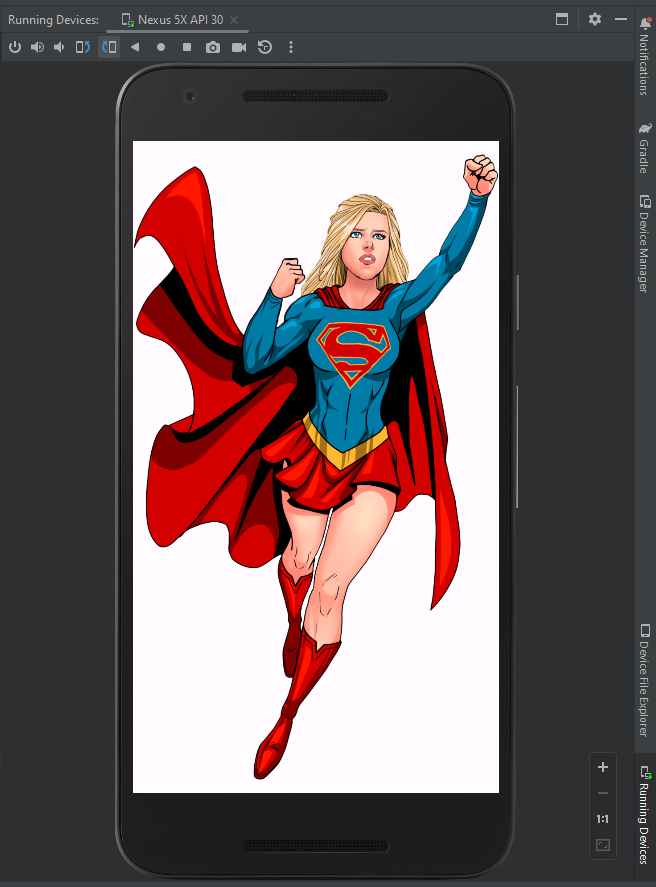 Running Devices:
Nexus 5X API 30
Notifications
Gradle
Device Manager
Device File Explorer
Running Devices
1:1
S